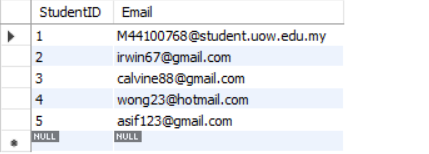 StudentID Email
1 M44100768@student.uow.edu.my
2 irwin67@gmail.com
3 calvine88@gmail.com
4 wong23@hotmail.com
5 asif123@gmail.com
NULL NULL